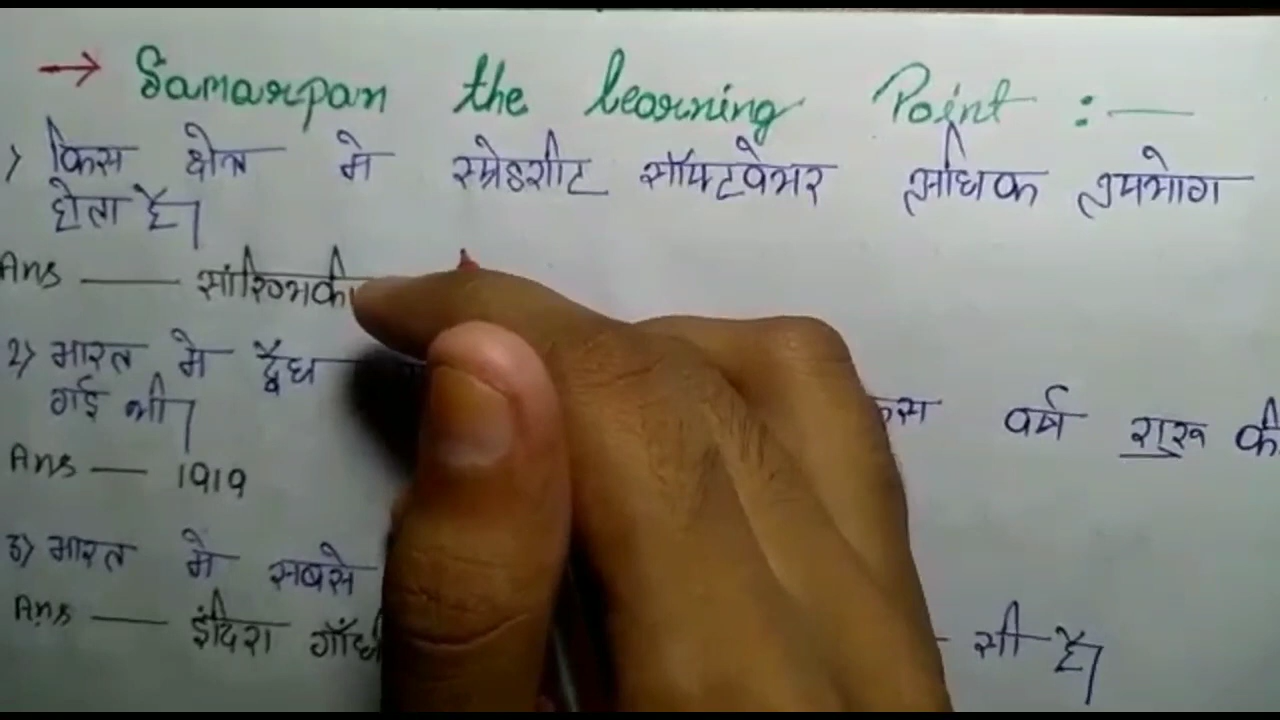 → Samarpan the learning Point :—
1) किस क्षेत्र मे स्प्रेडशीट सॉफ्टवेयर अधिक उपयोग
होता है।
Ans — सांख्यिकी
2) भारत मे द्वैध वर्ष शुरू की
गई थी।
Ans — 1919
3) भारत मे सबसे सी है।
Ans — इंदिरा गाँधी